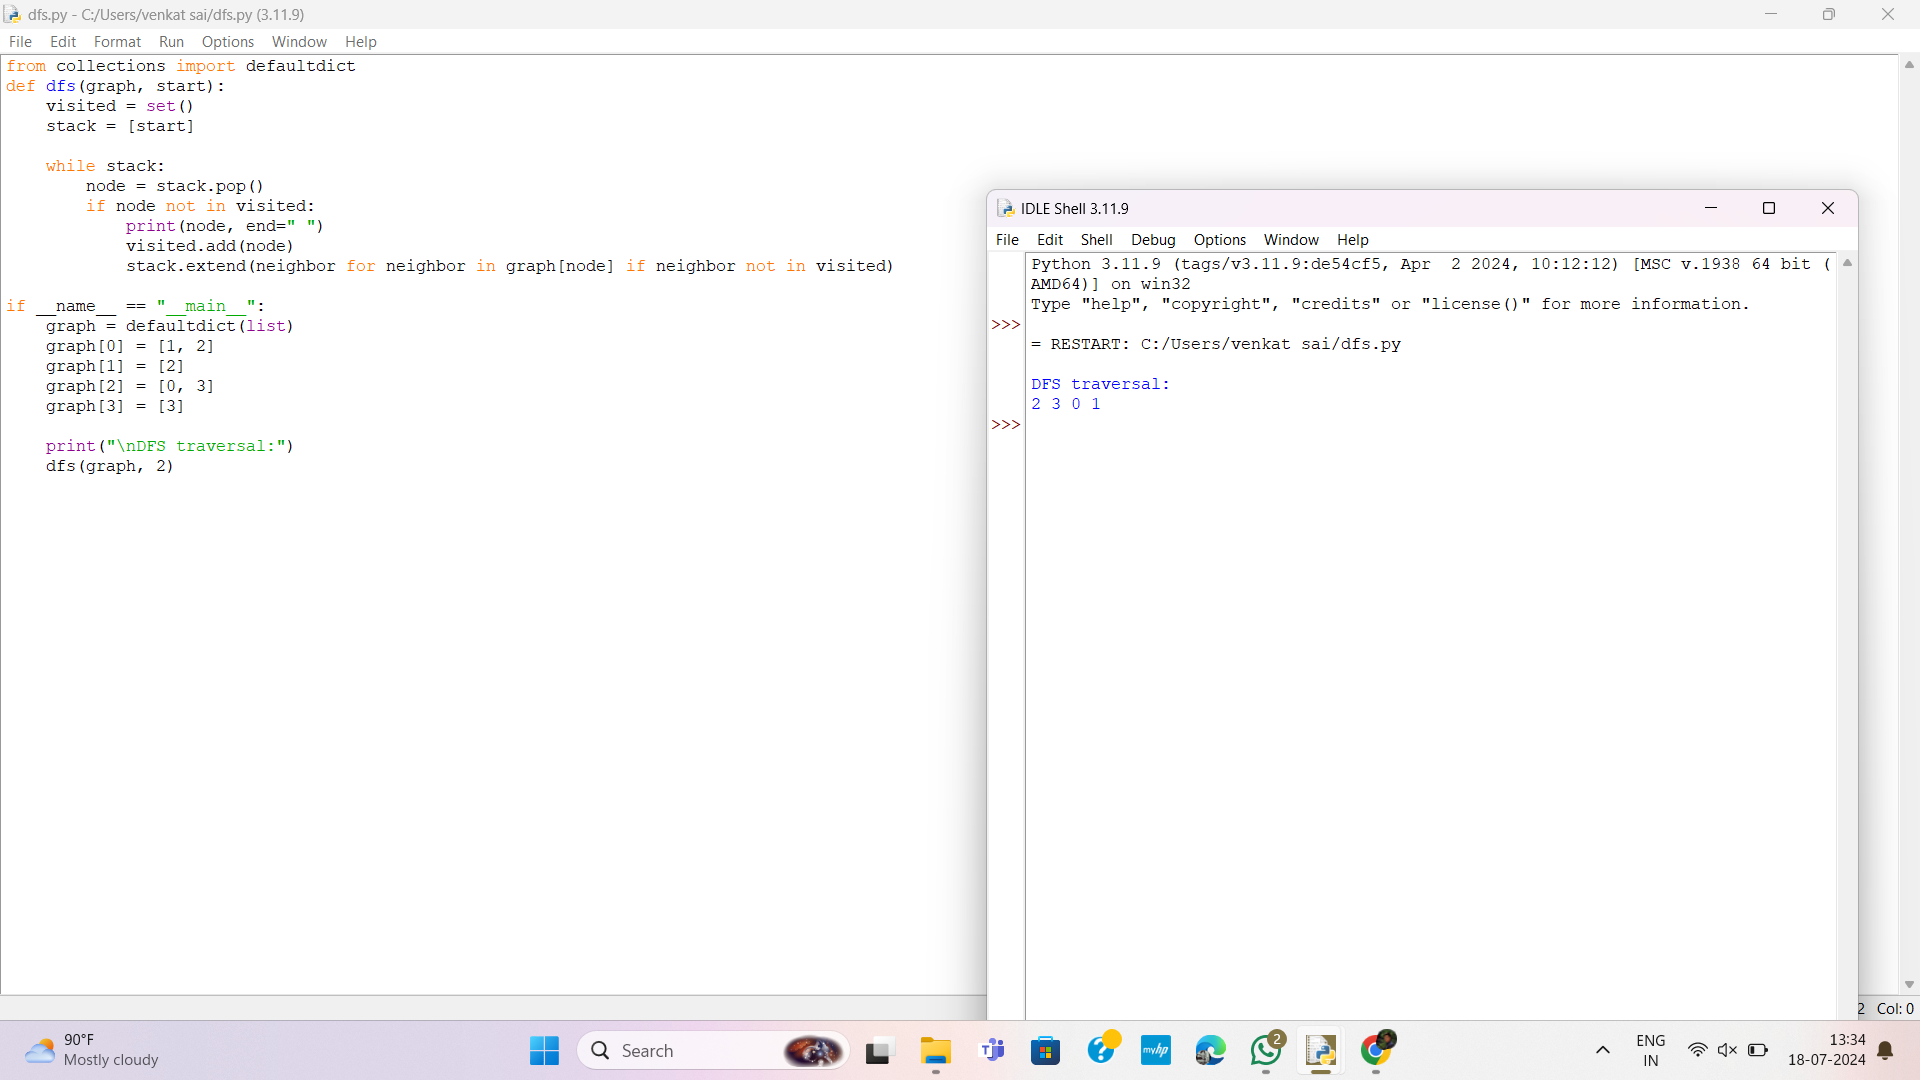 dfs.py - C:/Users/venkat sai/dfs.py (3.11.9)
File Edit Format Run Options Window Help
from collections import defaultdict
def dfs(graph, start):
    visited = set()
    stack = [start]
    while stack:
        node = stack.pop()
        if node not in visited:
            print(node, end=" ")
            visited.add(node)
            stack.extend(neighbor for neighbor in graph[node] if neighbor not in visited)
if __name__ == "__main__":
    graph = defaultdict(list)
    graph[0] = [1, 2]
    graph[1] = [2]
    graph[2] = [0, 3]
    graph[3] = [3]
    print("\nDFS traversal:")
    dfs(graph, 2)
IDLE Shell 3.11.9
File Edit Shell Debug Options Window Help
Python 3.11.9 (tags/v3.11.9:de54cf5, Apr  2 2024, 10:12:12) [MSC v.1938 64 bit (
AMD64)] on win32
Type "help", "copyright", "credits" or "license()" for more information.
>>>
= RESTART: C:/Users/venkat sai/dfs.py
DFS traversal:
2 3 0 1
>>>
2 Col: 0
90°F
Mostly cloudy
Search
myhp
2
ENG
IN
13:34
18-07-2024